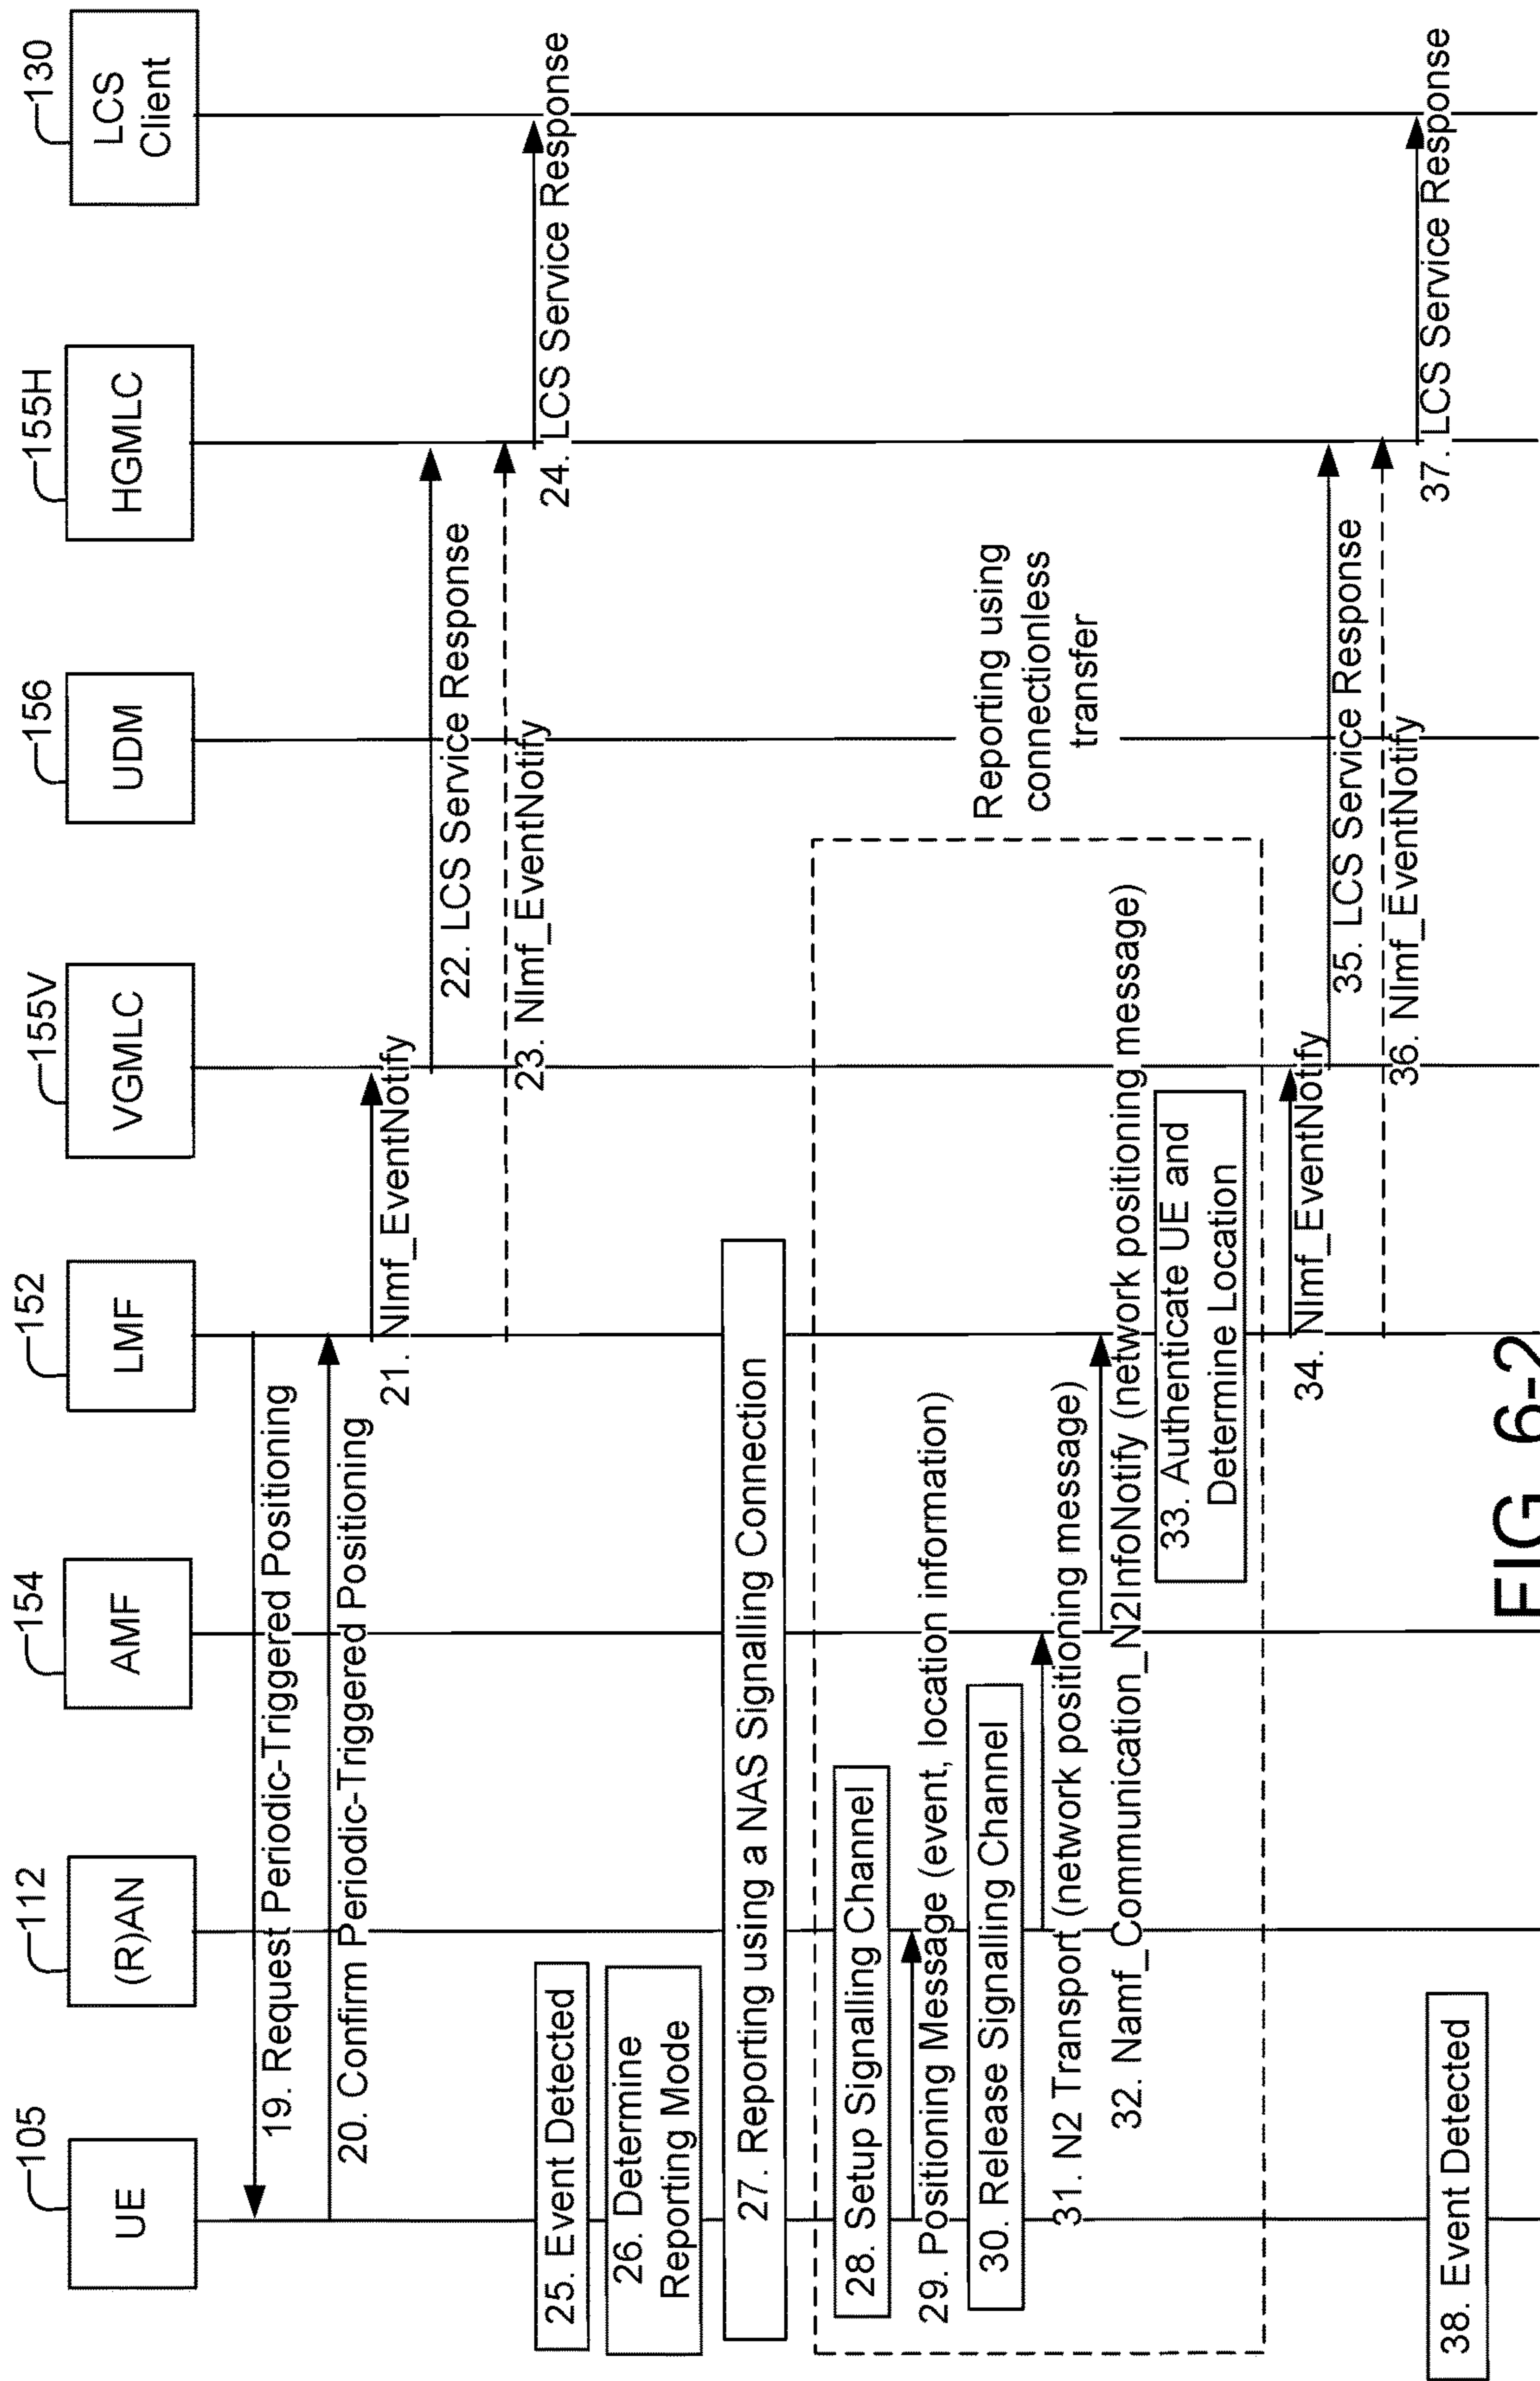 105
112
154
152
155V
156
155H
130
UE
(R)AN
AMF
LMF
VGMLC
UDM
HGMLC
LCS
Client
19. Request Periodic-Triggered Positioning
20. Confirm Periodic-Triggered Positioning
21. Nlmf_EventNotify
22. LCS Service Response
23. Nlmf_EventNotify
24. LCS Service Response
25. Event Detected
26. Determine
Reporting Mode
27. Reporting using a NAS Signalling Connection
28. Setup Signalling Channel
29. Positioning Message (event, location information)
30. Release Signalling Channel
Reporting using
connectionless
transfer
31. N2 Transport (network positioning message)
32. Namf_Communication_N2InfoNotify (network positioning message)
33. Authenticate UE and
Determine Location
34. Nlmf_EventNotify
35. LCS Service Response
36. Nlmf_EventNotify
37. LCS Service Response
38. Event Detected
FIG. 6-2